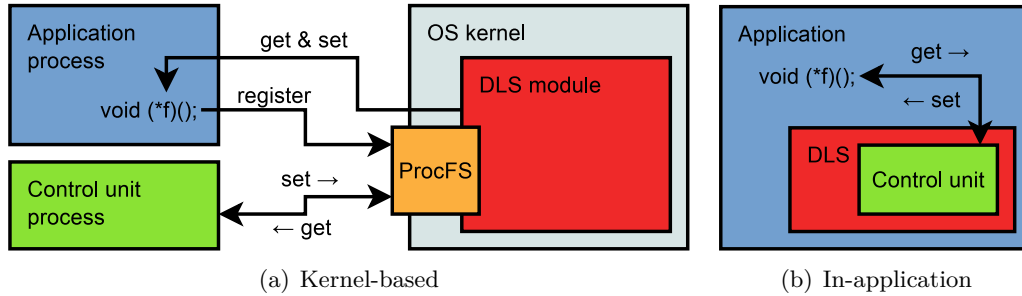 Application
process
get & set
void (*f)();
register
OS kernel
DLS module
ProcFS
Control unit
process
set →
← get
(a) Kernel-based
Application
get →
void (*f)();
← set
DLS
Control unit
(b) In-application